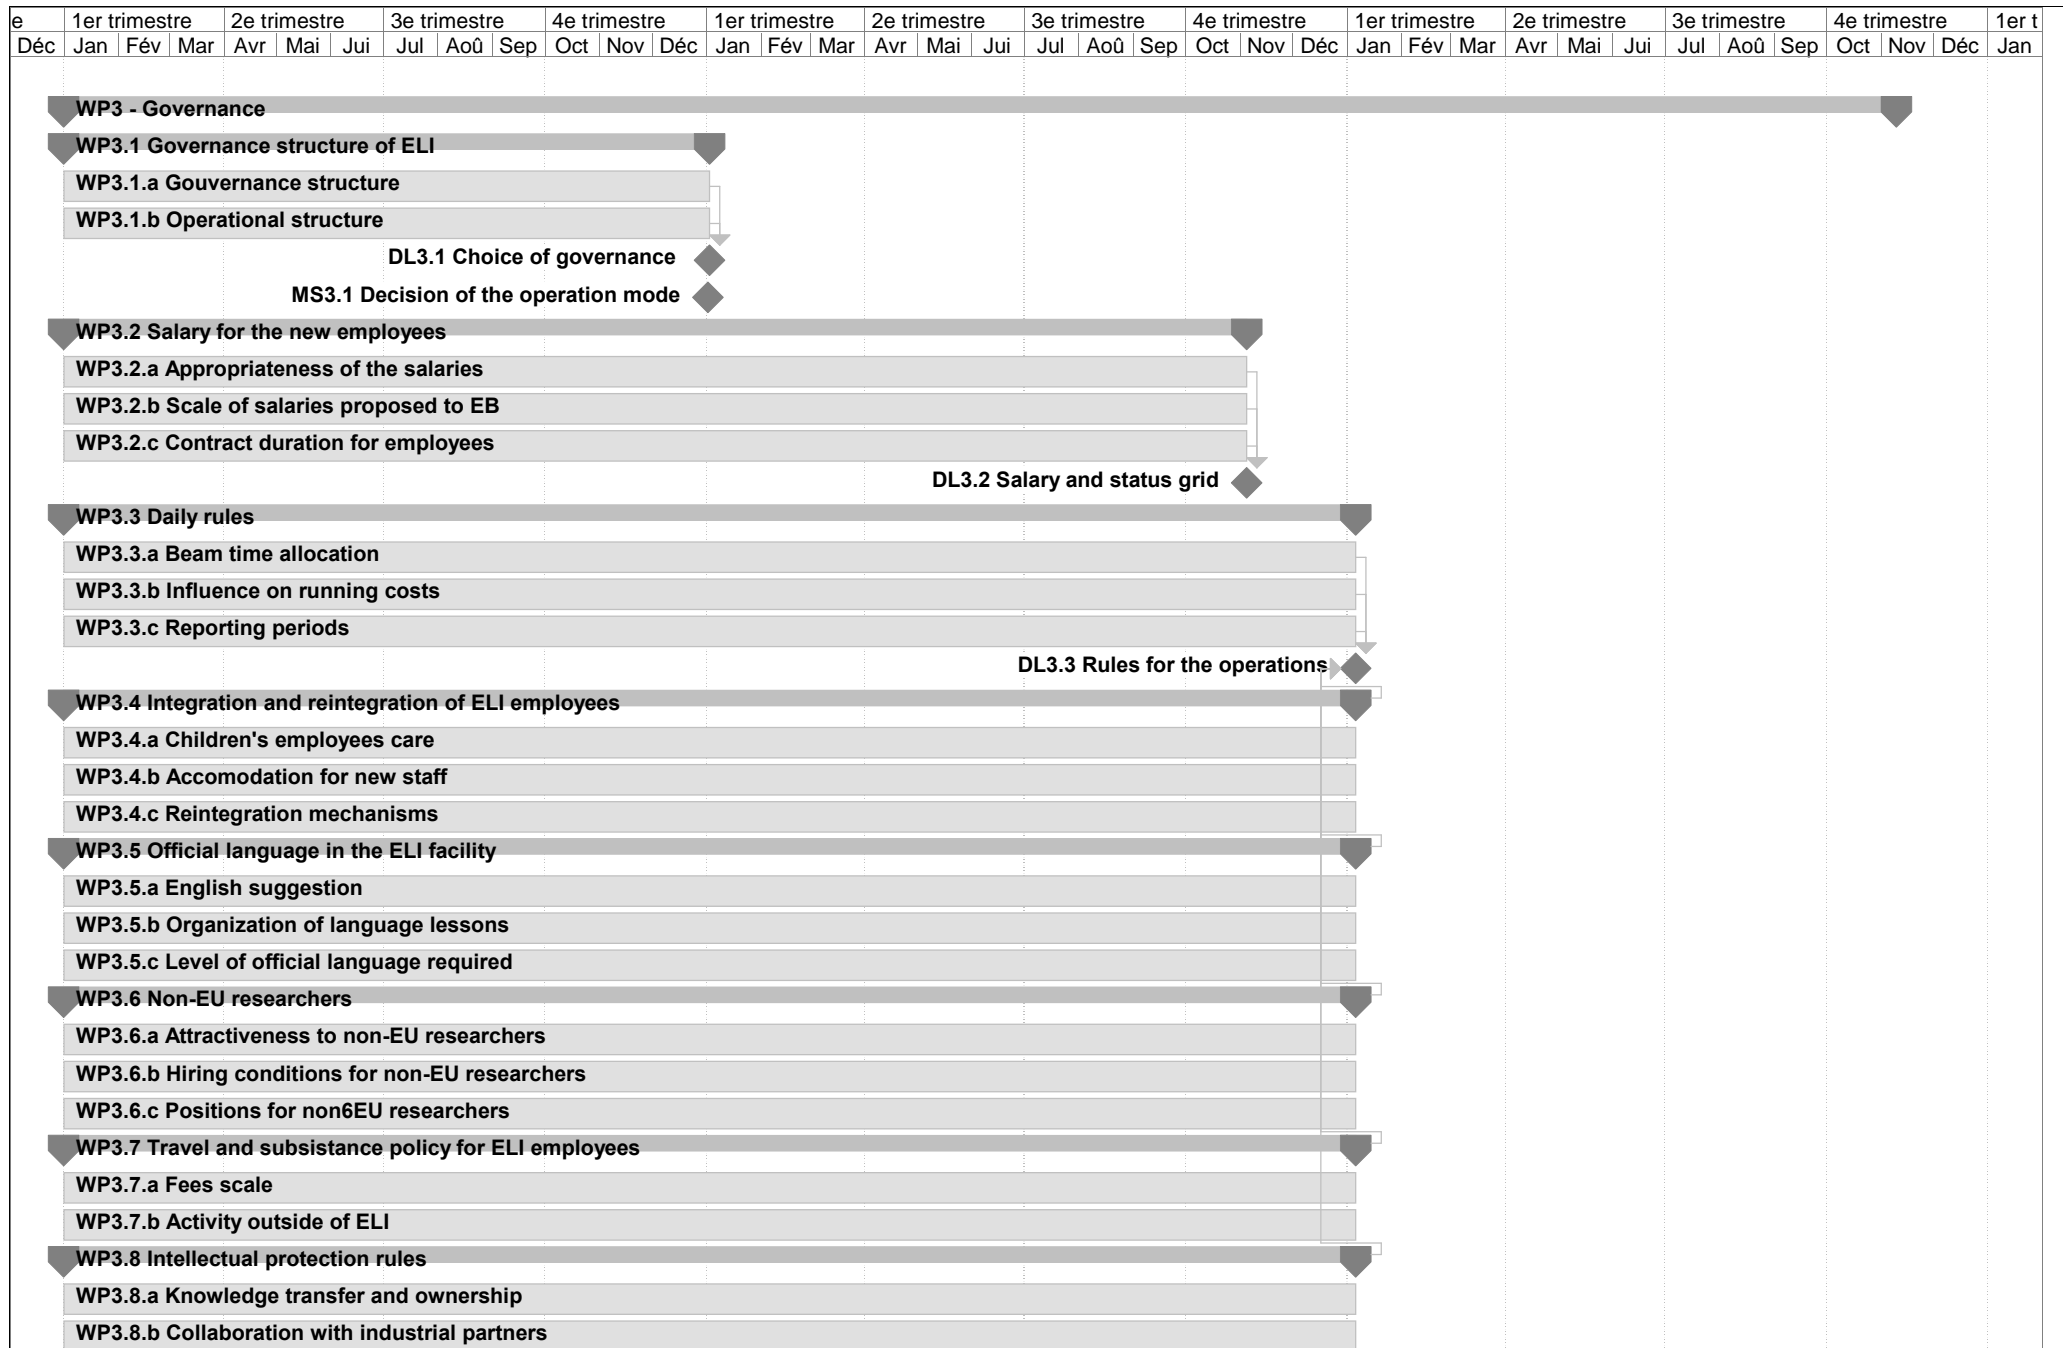 e 1er trimestre 2e trimestre 3e trimestre 4e trimestre 1er trimestre 2e trimestre 3e trimestre 4e trimestre 1er trimestre 2e trimestre 3e trimestre 4e trimestre 1er t
Déc Jan Fév Mar Avr Mai Jui Jul Aoû Sep Oct Nov Déc Jan Fév Mar Avr Mai Jui Jul Aoû Sep Oct Nov Déc Jan Fév Mar Avr Mai Jui Jul Aoû Sep Oct Nov Déc Jan
WP3 - Governance
WP3.1 Governance structure of ELI
WP3.1.a Gouvernance structure
WP3.1.b Operational structure
DL3.1 Choice of governance
MS3.1 Decision of the operation mode
WP3.2 Salary for the new employees
WP3.2.a Appropriateness of the salaries
WP3.2.b Scale of salaries proposed to EB
WP3.2.c Contract duration for employees
DL3.2 Salary and status grid
WP3.3 Daily rules
WP3.3.a Beam time allocation
WP3.3.b Influence on running costs
WP3.3.c Reporting periods
DL3.3 Rules for the operations
WP3.4 Integration and reintegration of ELI employees
WP3.4.a Children's employees care
WP3.4.b Accomodation for new staff
WP3.4.c Reintegration mechanisms
WP3.5 Official language in the ELI facility
WP3.5.a English suggestion
WP3.5.b Organization of language lessons
WP3.5.c Level of official language required
WP3.6 Non-EU researchers
WP3.6.a Attractiveness to non-EU researchers
WP3.6.b Hiring conditions for non-EU researchers
WP3.6.c Positions for non6EU researchers
WP3.7 Travel and subsistance policy for ELI employees
WP3.7.a Fees scale
WP3.7.b Activity outside of ELI
WP3.8 Intellectual protection rules
WP3.8.a Knowledge transfer and ownership
WP3.8.b Collaboration with industrial partners